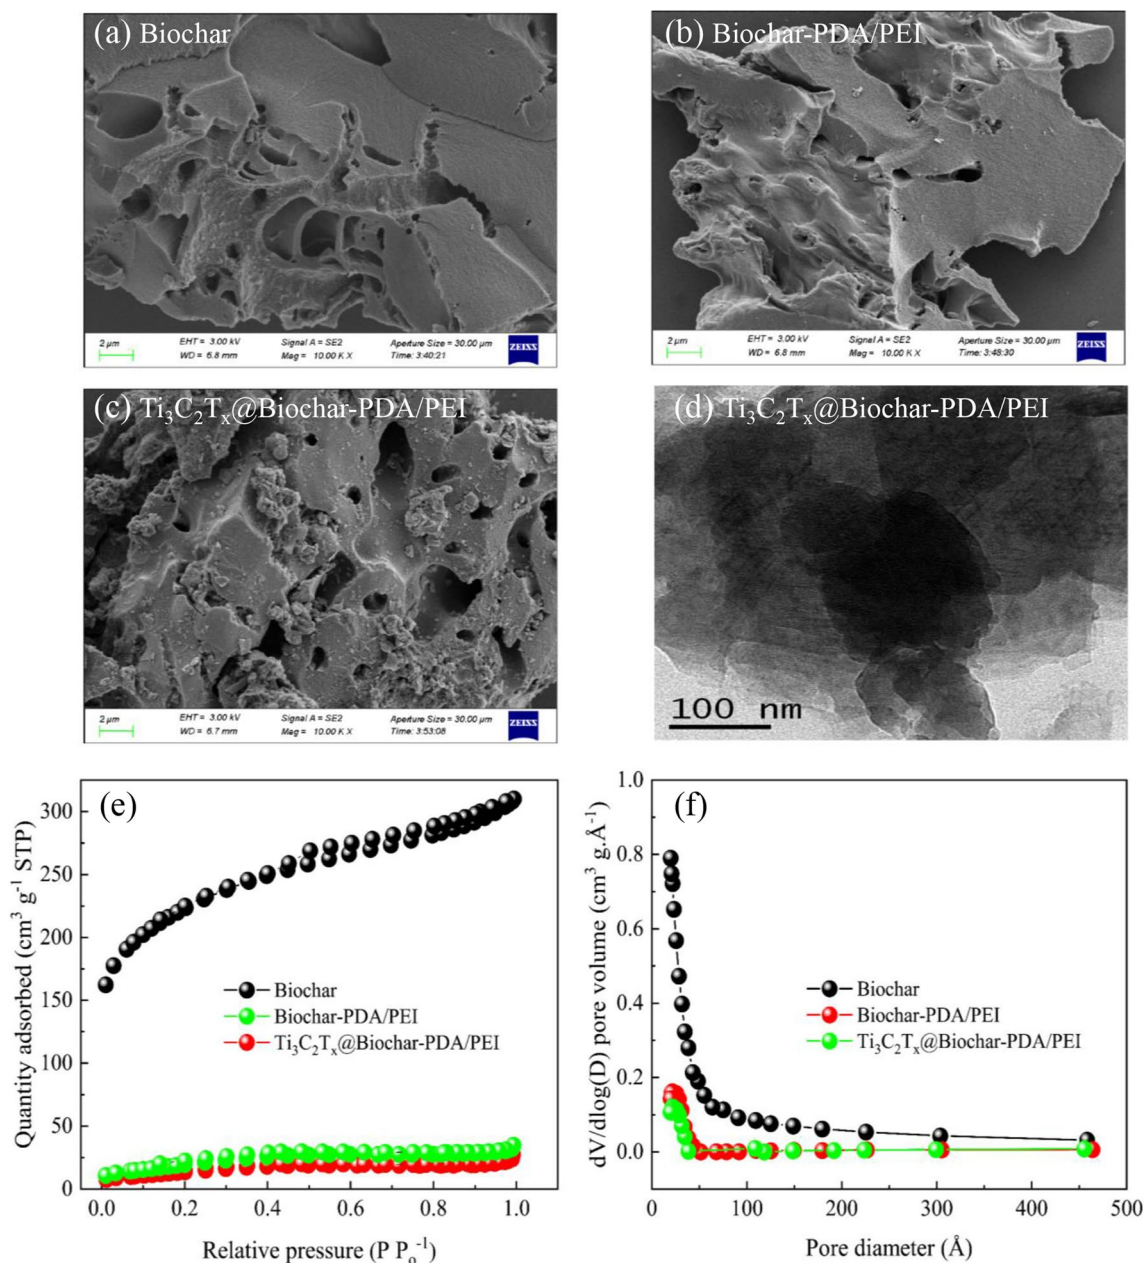 (a) Biochar
2 μm
EHT = 3.00 kV
WD = 6.8 mm
Signal A = SE2
Mag = 10.00 K X
Aperture Size = 30.00 μm
Time: 3:40:21
ZEISS
(b) Biochar-PDA/PEI
2 μm
EHT = 3.00 kV
WD = 6.8 mm
Signal A = SE2
Mag = 10.00 K X
Aperture Size = 30.00 μm
Time: 3:48:30
ZEISS
(c) Ti₃C₂Tₓ@Biochar-PDA/PEI
2 μm
EHT = 3.00 kV
WD = 6.7 mm
Signal A = SE2
Mag = 10.00 K X
Aperture Size = 30.00 μm
Time: 3:53:08
ZEISS
(d) Ti₃C₂Tₓ@Biochar-PDA/PEI
100 nm
(e)
Quantity adsorbed (cm³ g⁻¹ STP)
300
250
200
150
100
50
0
Biochar
Biochar-PDA/PEI
Ti₃C₂Tₓ@Biochar-PDA/PEI
0.0 0.2 0.4 0.6 0.8 1.0
Relative pressure (P Pₒ⁻¹)
(f)
dV/dlog(D) pore volume (cm³ g.Å⁻¹)
1.0
0.8
0.6
0.4
0.2
0.0
Biochar
Biochar-PDA/PEI
Ti₃C₂Tₓ@Biochar-PDA/PEI
0 100 200 300 400 500
Pore diameter (Å)